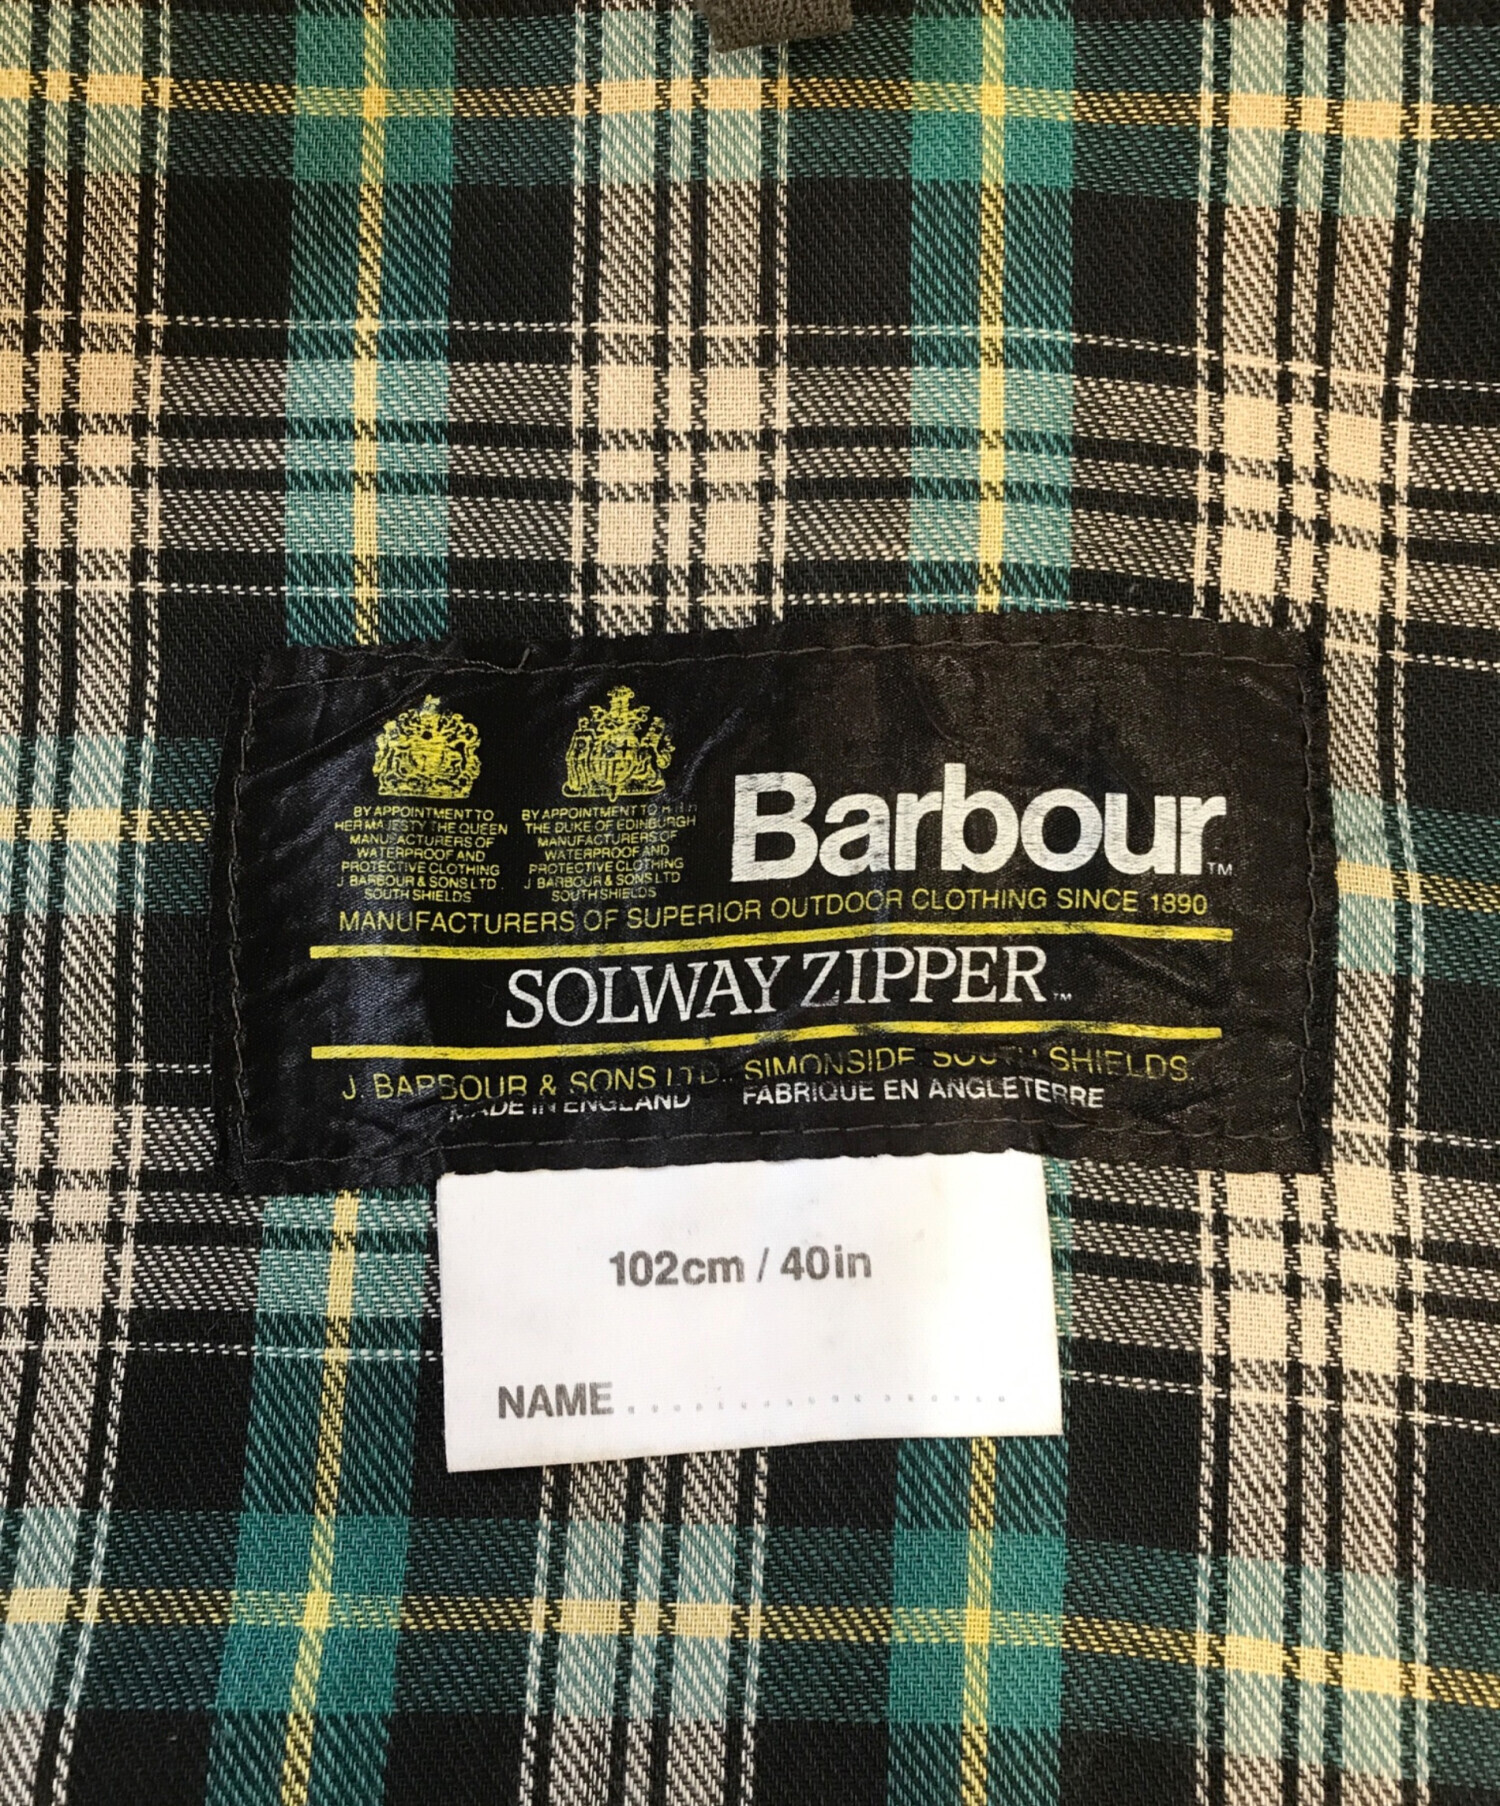 BY APPOINTMENT TO
HER MAJESTY THE QUEEN
MANUFACTURERS OF
WATERPROOF AND
PROTECTIVE CLOTHING
J BARBOUR & SONS LTD
SOUTH SHIELDS
BY APPOINTMENT TO H.R.H
THE DUKE OF EDINBURGH
MANUFACTURERS OF
WATERPROOF AND
PROTECTIVE CLOTHING
J BARBOUR & SONS LTD
SOUTH SHIELDS
Barbour™
MANUFACTURERS OF SUPERIOR OUTDOOR CLOTHING SINCE 1890
SOLWAY ZIPPER™
J. BARBOUR & SONS LTD., SIMONSIDE SOUTH SHIELDS.
MADE IN ENGLAND FABRIQUE EN ANGLETERRE
102cm / 40in
NAME....................